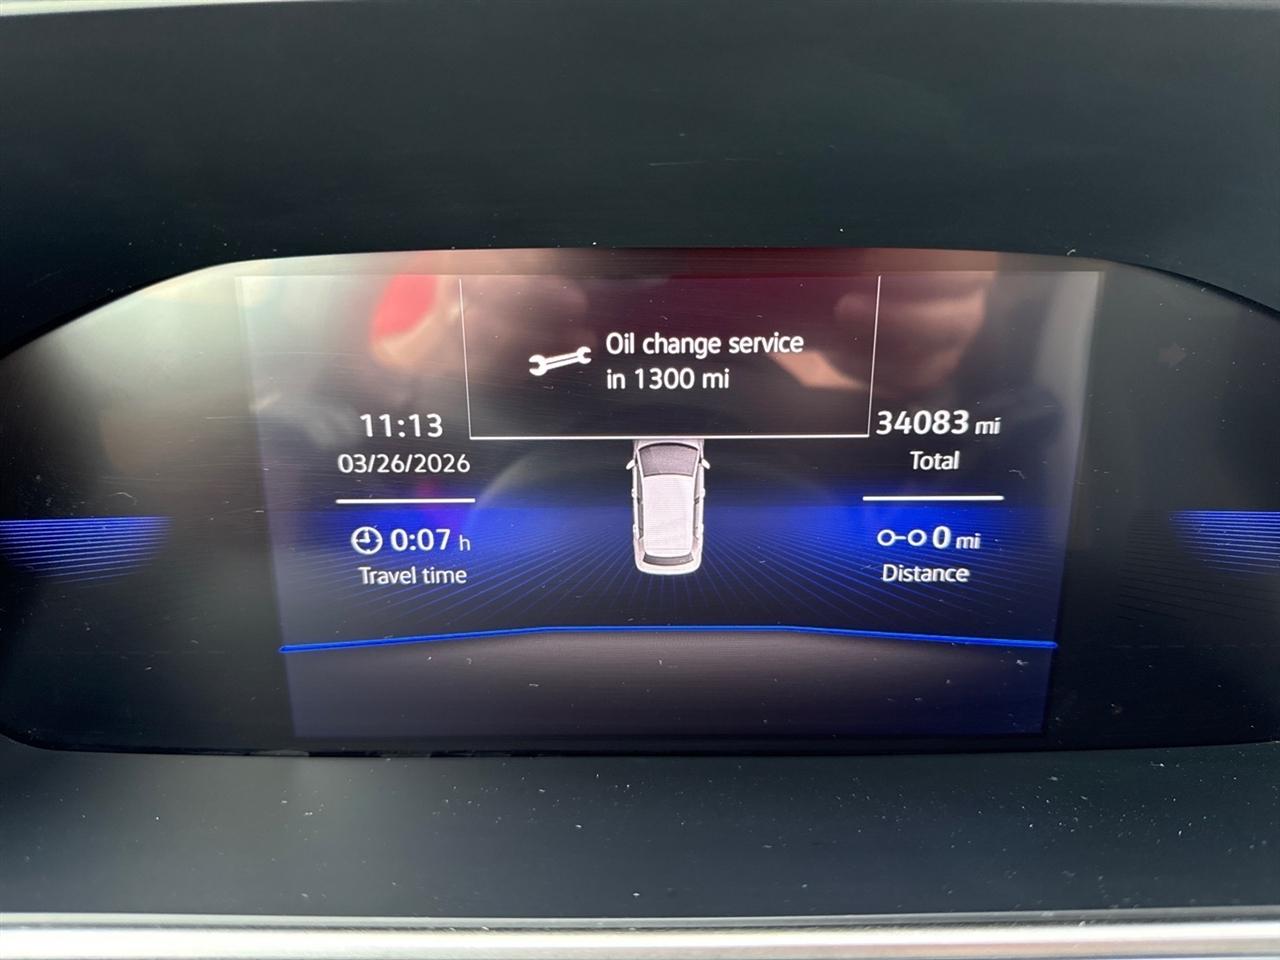 Oil change service
in 1300 mi
11:13
03/26/2026
34083 mi
Total
0:07 h
Travel time
0 mi
Distance